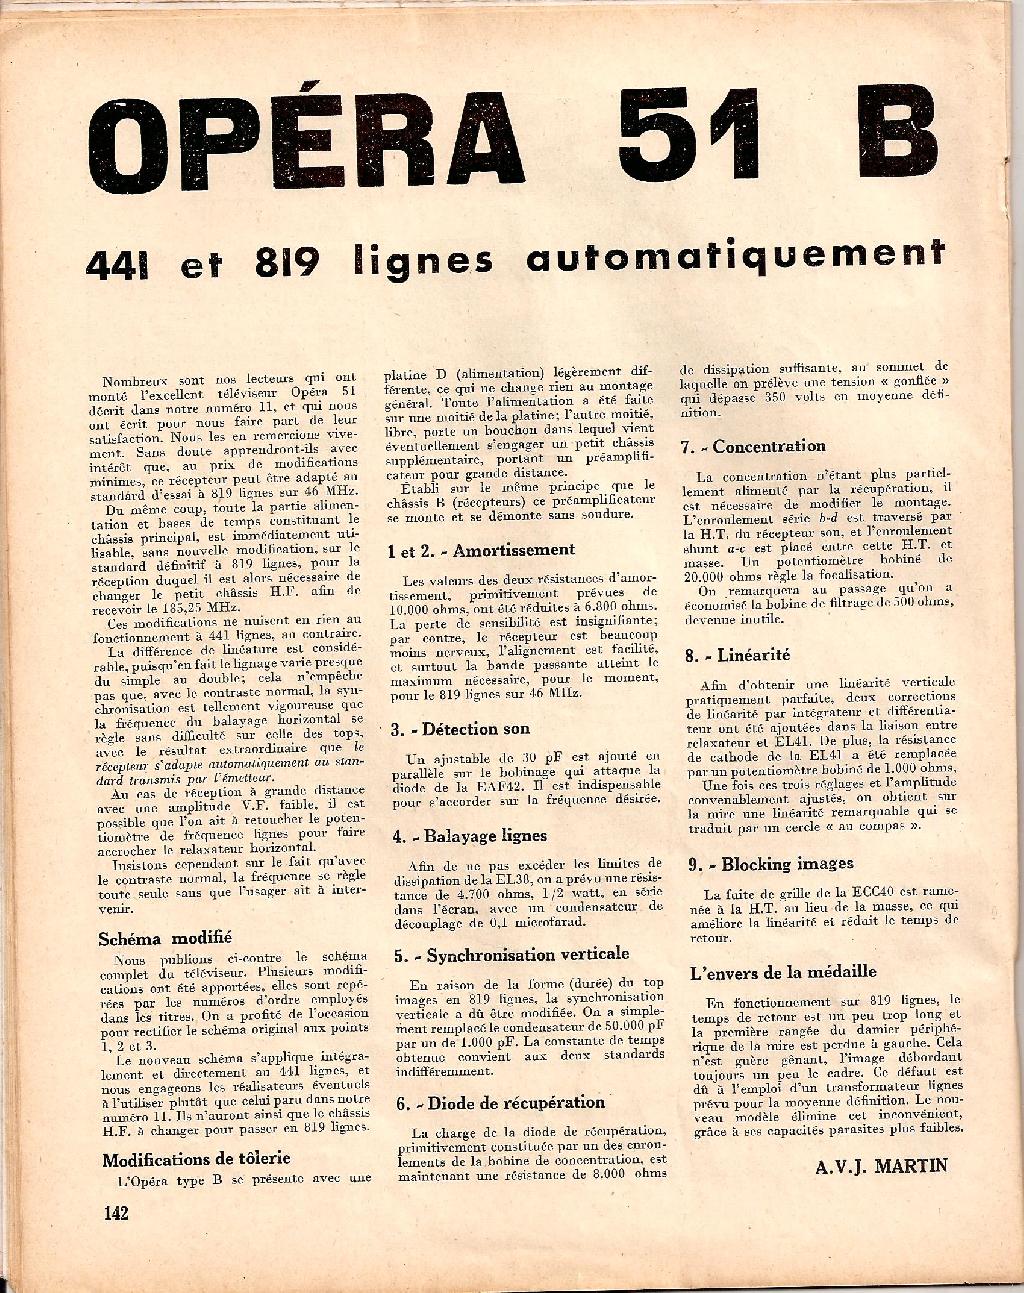 OPÉRA 51 B
441 et 819 lignes automatiquement
Nombreux sont nos lecteurs qui ont
monté l'excellent téléviseur Opéra 51
décrit dans notre numéro 11, et qui nous
ont écrit pour nous faire part de leur
satisfaction. Nous les en remercions vive-
ment. Sans doute apprendront-ils avec
intérêt que, au prix de modifications
minimes, ce récepteur peut être adapté au
standard d'essai à 819 lignes sur 46 MHz.
Du même coup, toute la partie alimen-
tation et bases de temps constituant le
châssis principal, est immédiatement uti-
lisable, sans nouvelle modification, sur le
standard définitif à 819 lignes, pour la
réception duquel il est alors nécessaire de
changer le petit châssis H.F. afin de
recevoir le 185,25 MHz.
Ces modifications ne nuisent en rien au
fonctionnement à 441 lignes, au contraire.
La différence de linéature est considé-
rable, puisqu'en fait le lignage varie presque
du simple au double; cela n'empêche
pas que, avec le contraste normal, la syn-
chronisation est tellement vigoureuse que
la fréquence du balayage horizontal se
règle sans difficulté sur celle des tops,
avec le résultat extraordinaire que le
récepteur s'adapte automatiquement au stan-
dard transmis par l'émetteur.
Au cas de réception à grande distance
avec une amplitude V.F. faible, il est
possible que l'on ait à retoucher le poten-
tiomètre de fréquence lignes pour faire
accrocher le relaxateur horizontal.
Insistons cependant sur le fait qu'avec
le contraste normal, la fréquence se règle
toute seule sans que l'usager ait à inter-
venir.
Schéma modifié
Nous publions ci-contre le schéma
complet du téléviseur. Plusieurs modifi-
cations ont été apportées, elles sont repé-
rées par les numéros d'ordre employés
dans les titres. On a profité de l'occasion
pour rectifier le schéma original aux points
1, 2 et 3.
Le nouveau schéma s'applique intégra-
lement et directement au 441 lignes, et
nous engageons les réalisateurs éventuels
à l'utiliser plutôt que celui paru dans notre
numéro 11. Ils n'auront ainsi que le châssis
H.F. à changer pour passer en 819 lignes.
Modifications de tôlerie
L'Opéra type B se présente avec une
platine D (alimentation) légèrement dif-
férente, ce qui ne change rien au montage
général. Toute l'alimentation a été faite
sur une moitié de la platine; l'autre moitié,
libre, porte un bouchon dans lequel vient
éventuellement s'engager un petit châssis
supplémentaire, portant un préamplifi-
cateur pour grande distance.
Établi sur le même principe que le
châssis B (récepteurs) ce préamplificateur
se monte et se démonte sans soudure.
1 et 2. - Amortissement
Les valeurs des deux résistances d'amor-
tissement, primitivement prévues de
10.000 ohms, ont été réduites à 6.800 ohms.
La perte de sensibilité est insignifiante;
par contre, le récepteur est beaucoup
moins nerveux, l'alignement est facilité,
et surtout la bande passante atteint le
maximum nécessaire, pour le moment,
pour le 819 lignes sur 46 MHz.
3. - Détection son
Un ajustable de 30 pF est ajouté en
parallèle sur le bobinage qui attaque la
diode de la EAF42. Il est indispensable
pour s'accorder sur la fréquence désirée.
4. - Balayage lignes
Afin de ne pas excéder les limites de
dissipation de la EL38, on a prévu une résis-
tance de 4.700 ohms, 1/2 watt, en série
dans l'écran, avec un condensateur de
découplage de 0,1 microfarad.
5. - Synchronisation verticale
En raison de la forme (durée) du top
images en 819 lignes, la synchronisation
verticale a dû être modifiée. On a simple-
ment remplacé le condensateur de 50.000 pF
par un de 1.000 pF. La constante de temps
obtenue convient aux deux standards
indifféremment.
6. - Diode de récupération
La charge de la diode de récupération,
primitivement constituée par un des enrou-
lements de la bobine de concentration, est
maintenant une résistance de 8.000 ohms
de dissipation suffisante, au sommet de
laquelle on prélève une tension « gonflée »
qui dépasse 350 volts en moyenne défi-
nition.
7. - Concentration
La concentration n'étant plus partiel-
lement alimenté par la récupération, il
est nécessaire de modifier le montage.
L'enroulement série b-d est traversé par
la H.T. du récepteur son, et l'enroulement
shunt a-c est placé entre cette H.T. et
masse. Un potentiomètre bobiné de
20.000 ohms règle la focalisation.
On remarquera au passage qu'on a
économisé la bobine de filtrage de 500 ohms,
devenue inutile.
8. - Linéarité
Afin d'obtenir une linéarité verticale
pratiquement parfaite, deux corrections
de linéarité par intégrateur et différentia-
teur ont été ajoutées dans la liaison entre
relaxateur et EL41. De plus, la résistance
de cathode de la EL41 a été remplacée
par un potentiomètre bobiné de 1.000 ohms.
Une fois ces trois réglages et l'amplitude
convenablement ajustés, on obtient sur
la mire une linéarité remarquable qui se
traduit par un cercle « au compas ».
9. - Blocking images
La fuite de grille de la ECC40 est rame-
née à la H.T. au lieu de la masse, ce qui
améliore la linéarité et réduit le temps de
retour.
L'envers de la médaille
En fonctionnement sur 819 lignes, le
temps de retour est un peu trop long et
la première rangée du damier périphé-
rique de la mire est perdue à gauche. Cela
n'est guère gênant, l'image débordant
toujours un peu le cadre. Ce défaut est
dû à l'emploi d'un transformateur lignes
prévu pour la moyenne définition. Le nou-
veau modèle élimine cet inconvénient,
grâce à ses capacités parasites plus faibles.
A.V.J. MARTIN
142